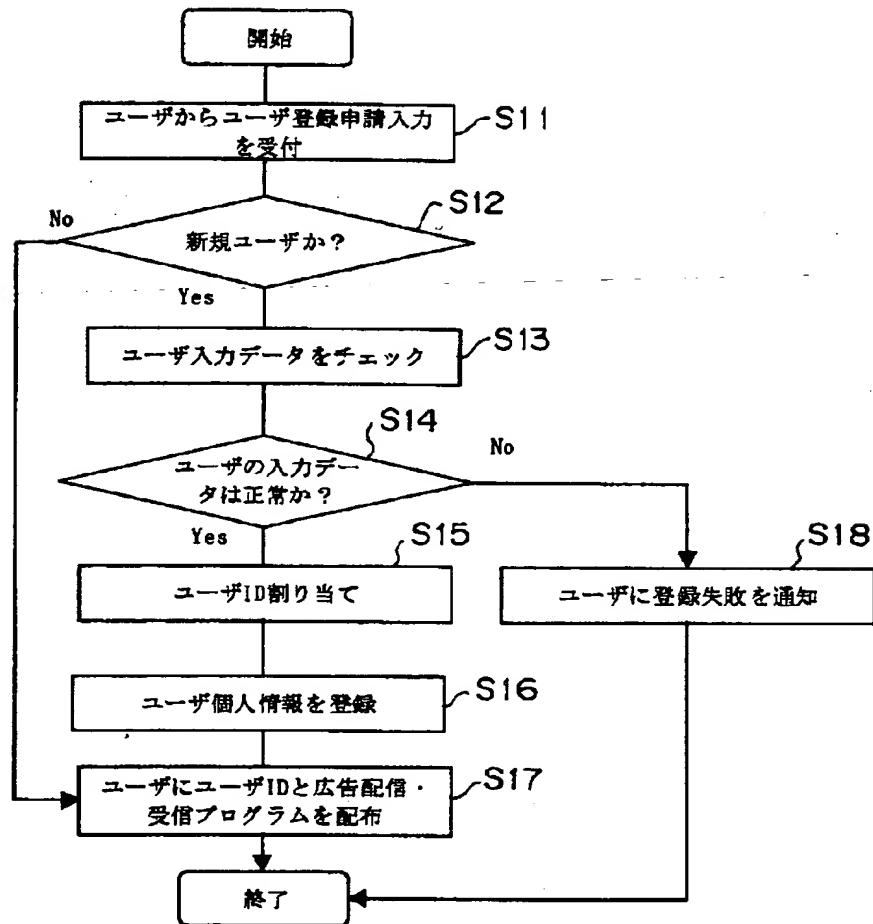 開始
ユーザからユーザ登録申請入力
を受付
S11
S12
No
新規ユーザか？
Yes
ユーザ入力データをチェック
S13
S14
No
ユーザの入力デー
タは正常か？
Yes
S15
ユーザID割り当て
S18
ユーザに登録失敗を通知
ユーザ個人情報を登録
S16
ユーザにユーザIDと広告配信・
受信プログラムを配布
S17
終了